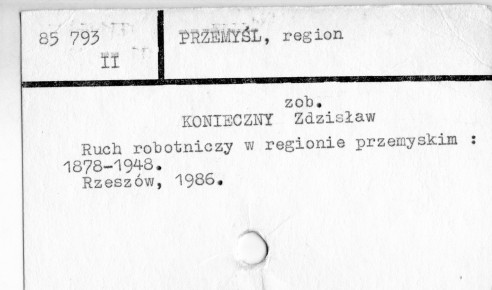 85 793
II
PRZEMYŚL, region
zob.
KONIECZNY Zdzisław
Ruch robotniczy w regionie przemyskim :
1878-1948.
Rzeszów, 1986.